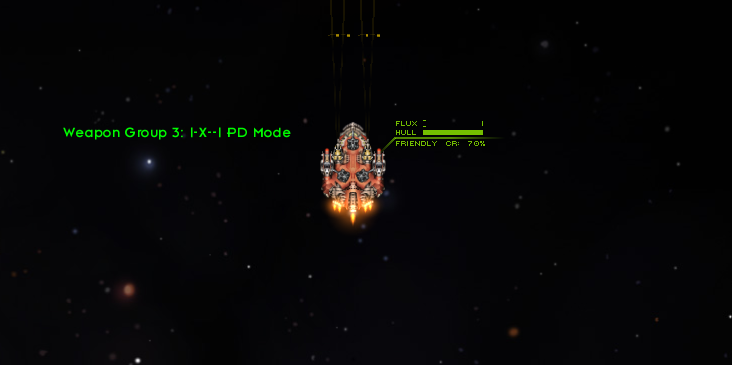 Weapon Group 3: [-X--] PD Mode
FLUX
HULL
FRIENDLY CR: 70%